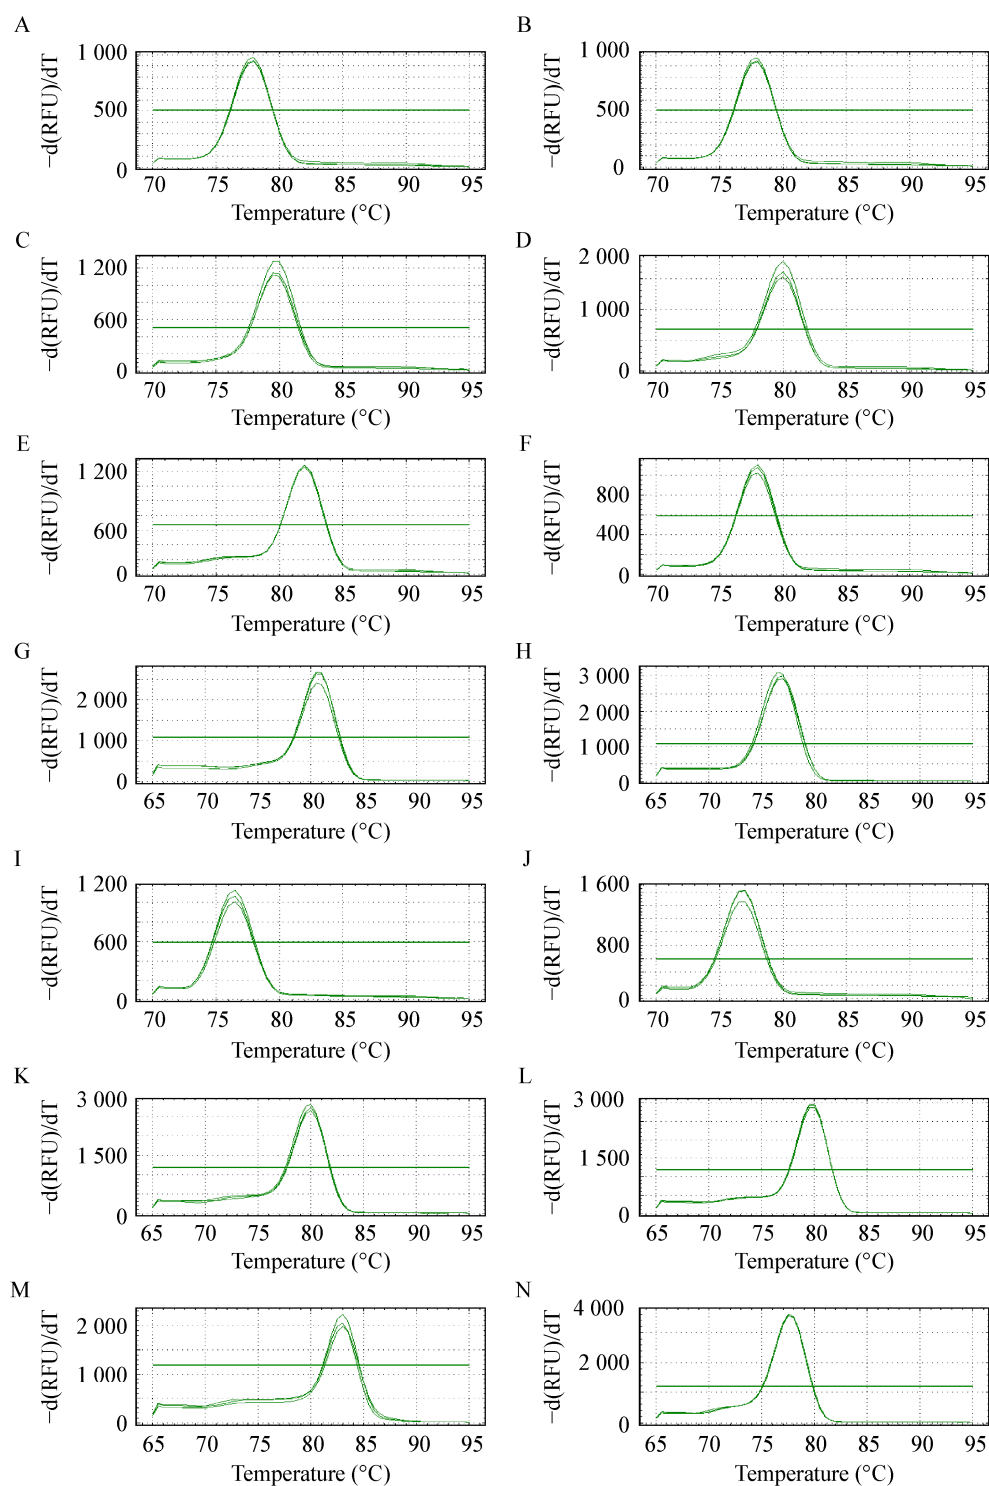 A
B
−d(RFU)/dT
1 000
500
0
70 75 80 85 90 95
Temperature (°C)
−d(RFU)/dT
1 000
500
0
70 75 80 85 90 95
Temperature (°C)
C
D
−d(RFU)/dT
1 200
600
0
70 75 80 85 90 95
Temperature (°C)
−d(RFU)/dT
2 000
1 000
0
70 75 80 85 90 95
Temperature (°C)
E
F
−d(RFU)/dT
1 200
600
0
70 75 80 85 90 95
Temperature (°C)
−d(RFU)/dT
800
400
0
70 75 80 85 90 95
Temperature (°C)
G
H
−d(RFU)/dT
2 000
1 000
0
65 70 75 80 85 90 95
Temperature (°C)
−d(RFU)/dT
3 000
2 000
1 000
0
65 70 75 80 85 90 95
Temperature (°C)
I
J
−d(RFU)/dT
1 200
600
0
70 75 80 85 90 95
Temperature (°C)
−d(RFU)/dT
1 600
800
0
70 75 80 85 90 95
Temperature (°C)
K
L
−d(RFU)/dT
3 000
1 500
0
65 70 75 80 85 90 95
Temperature (°C)
−d(RFU)/dT
3 000
1 500
0
65 70 75 80 85 90 95
Temperature (°C)
M
N
−d(RFU)/dT
2 000
1 000
0
65 70 75 80 85 90 95
Temperature (°C)
−d(RFU)/dT
4 000
2 000
0
65 70 75 80 85 90 95
Temperature (°C)